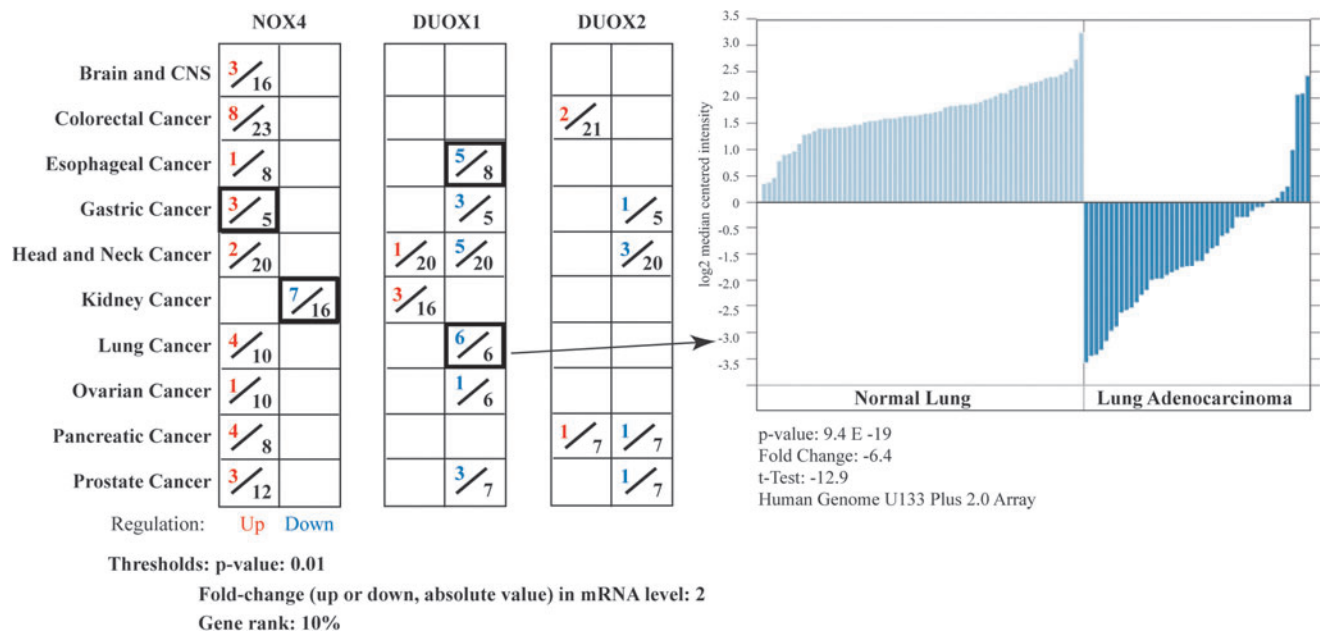 NOX4 DUOX1 DUOX2
Brain and CNS 3/16
Colorectal Cancer 8/23 2/21
Esophageal Cancer 1/8 5/8
Gastric Cancer 3/5 3/5 1/5
Head and Neck Cancer 2/20 1/20 5/20 3/20
Kidney Cancer 7/16 3/16
Lung Cancer 4/10 6/6
Ovarian Cancer 1/10 1/6
Pancreatic Cancer 4/8 1/7 1/7
Prostate Cancer 3/12 3/7 1/7
Regulation: Up Down
Thresholds: p-value: 0.01
Fold-change (up or down, absolute value) in mRNA level: 2
Gene rank: 10%
log2 median centered intensity
3.5
3.5
3.0
2.5
2.0
1.5
1.0
0.5
0
-0.5
-1.0
-1.5
-2.0
-2.5
-3.0
-3.5
Normal Lung Lung Adenocarcinoma
p-value: 9.4 E -19
Fold Change: -6.4
t-Test: -12.9
Human Genome U133 Plus 2.0 Array